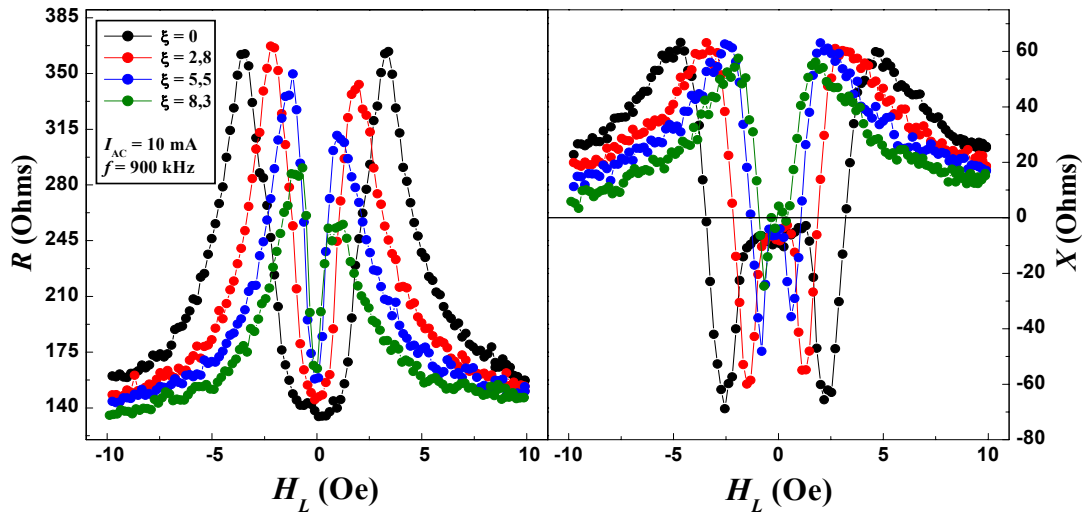 385
350
315
280
245
210
175
140
R (Ohms)
ξ = 0
ξ = 2,8
ξ = 5,5
ξ = 8,3
I_AC = 10 mA
f = 900 kHz
-10 -5 0 5 10
H_L (Oe)
60
40
20
0
-20
-40
-60
-80
X (Ohms)
-10 -5 0 5 10
H_L (Oe)